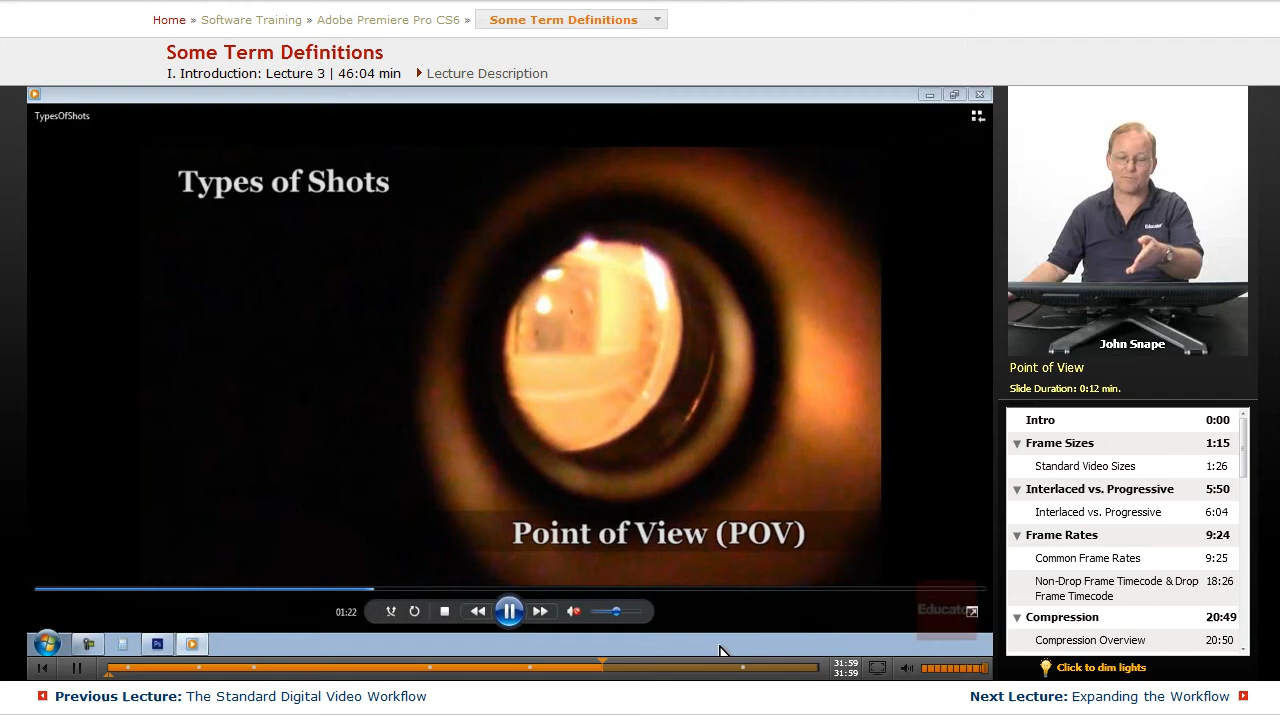 Home » Software Training » Adobe Premiere Pro CS6 » Some Term Definitions
Some Term Definitions
I. Introduction: Lecture 3 | 46:04 min Lecture Description
TypesOfShots
Types of Shots
Point of View (POV)
01:22
Educator
Educator
John Snape
Point of View
Slide Duration: 0:12 min.
Intro 0:00
Frame Sizes 1:15
Standard Video Sizes 1:26
Interlaced vs. Progressive 5:50
Interlaced vs. Progressive 6:04
Frame Rates 9:24
Common Frame Rates 9:25
Non-Drop Frame Timecode & Drop 18:26
Frame Timecode
Compression 20:49
Compression Overview 20:50
31:59
31:59
Click to dim lights
Previous Lecture: The Standard Digital Video Workflow
Next Lecture: Expanding the Workflow